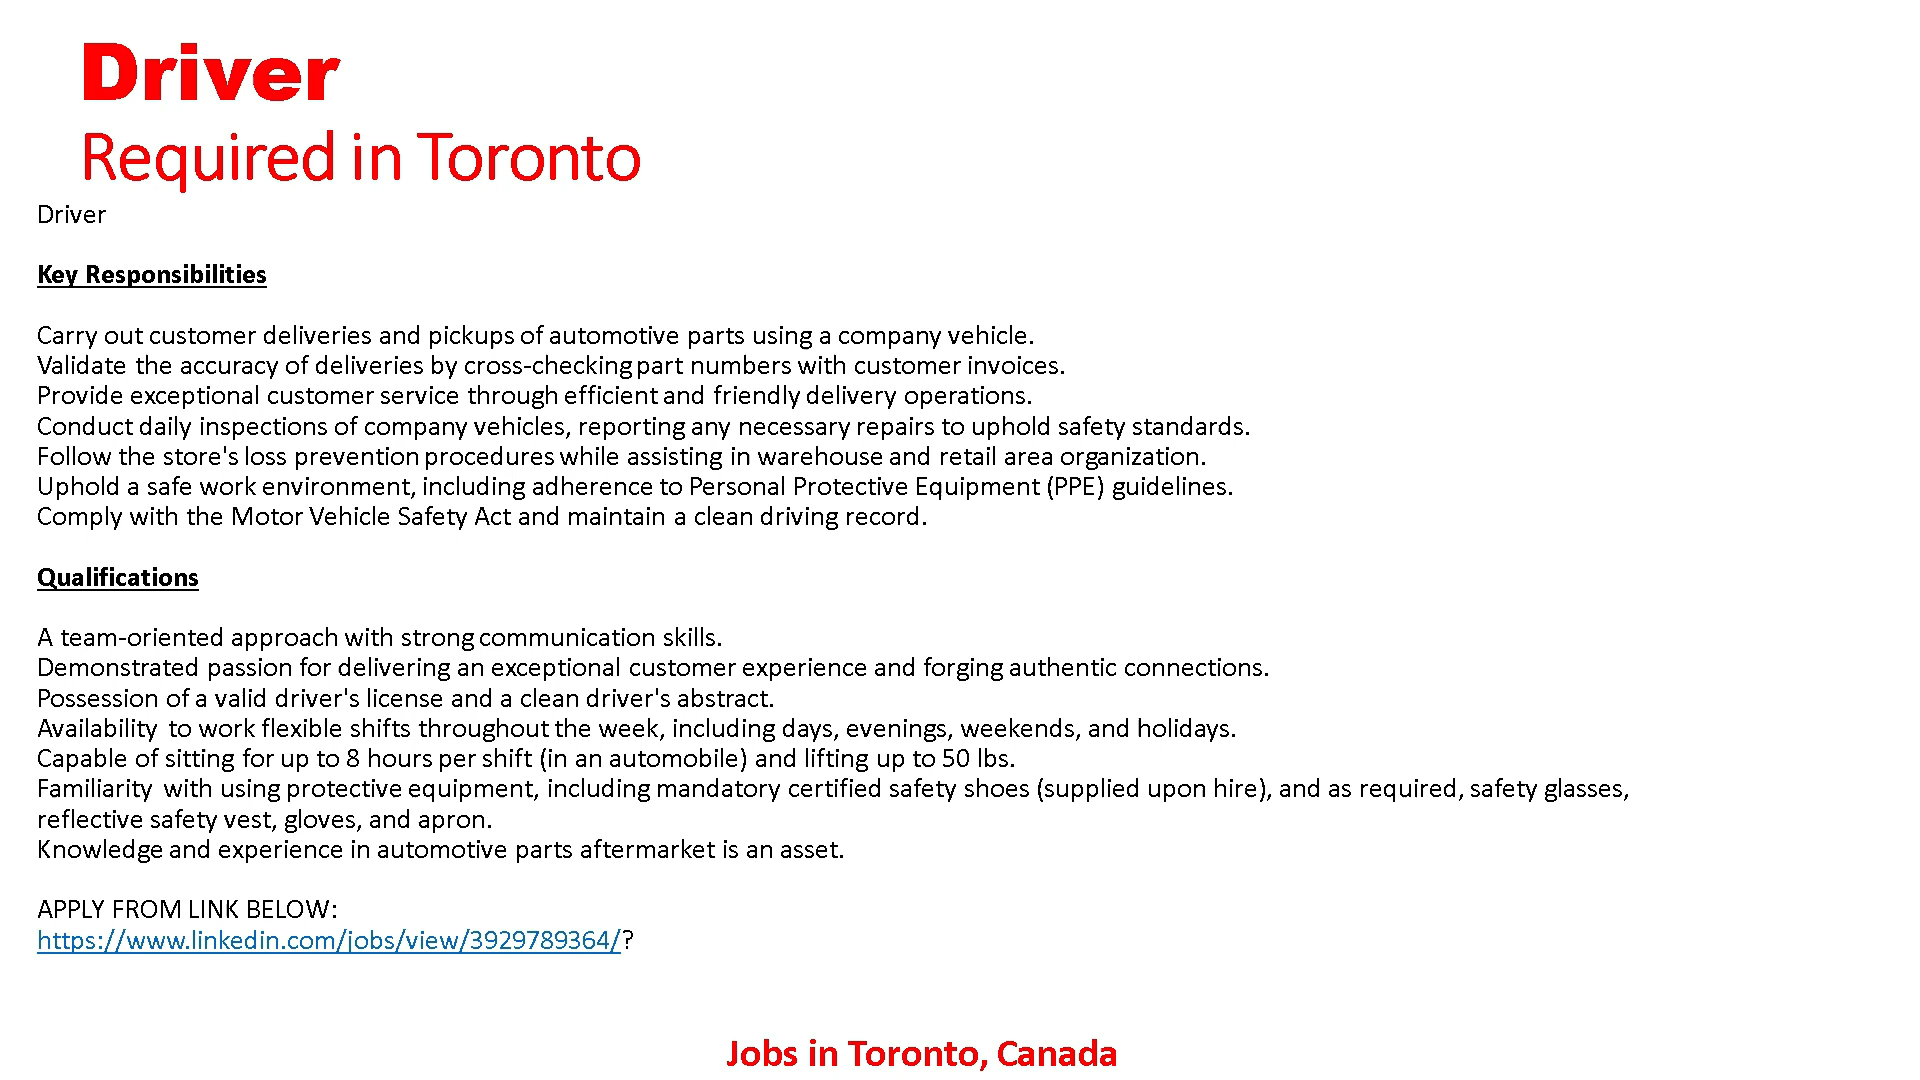 Driver
Required in Toronto
Driver
Key Responsibilities
Carry out customer deliveries and pickups of automotive parts using a company vehicle.
Validate the accuracy of deliveries by cross-checking part numbers with customer invoices.
Provide exceptional customer service through efficient and friendly delivery operations.
Conduct daily inspections of company vehicles, reporting any necessary repairs to uphold safety standards.
Follow the store's loss prevention procedures while assisting in warehouse and retail area organization.
Uphold a safe work environment, including adherence to Personal Protective Equipment (PPE) guidelines.
Comply with the Motor Vehicle Safety Act and maintain a clean driving record.
Qualifications
A team-oriented approach with strong communication skills.
Demonstrated passion for delivering an exceptional customer experience and forging authentic connections.
Possession of a valid driver's license and a clean driver's abstract.
Availability to work flexible shifts throughout the week, including days, evenings, weekends, and holidays.
Capable of sitting for up to 8 hours per shift (in an automobile) and lifting up to 50 lbs.
Familiarity with using protective equipment, including mandatory certified safety shoes (supplied upon hire), and as required, safety glasses,
reflective safety vest, gloves, and apron.
Knowledge and experience in automotive parts aftermarket is an asset.
APPLY FROM LINK BELOW:
https://www.linkedin.com/jobs/view/3929789364/?
Jobs in Toronto, Canada